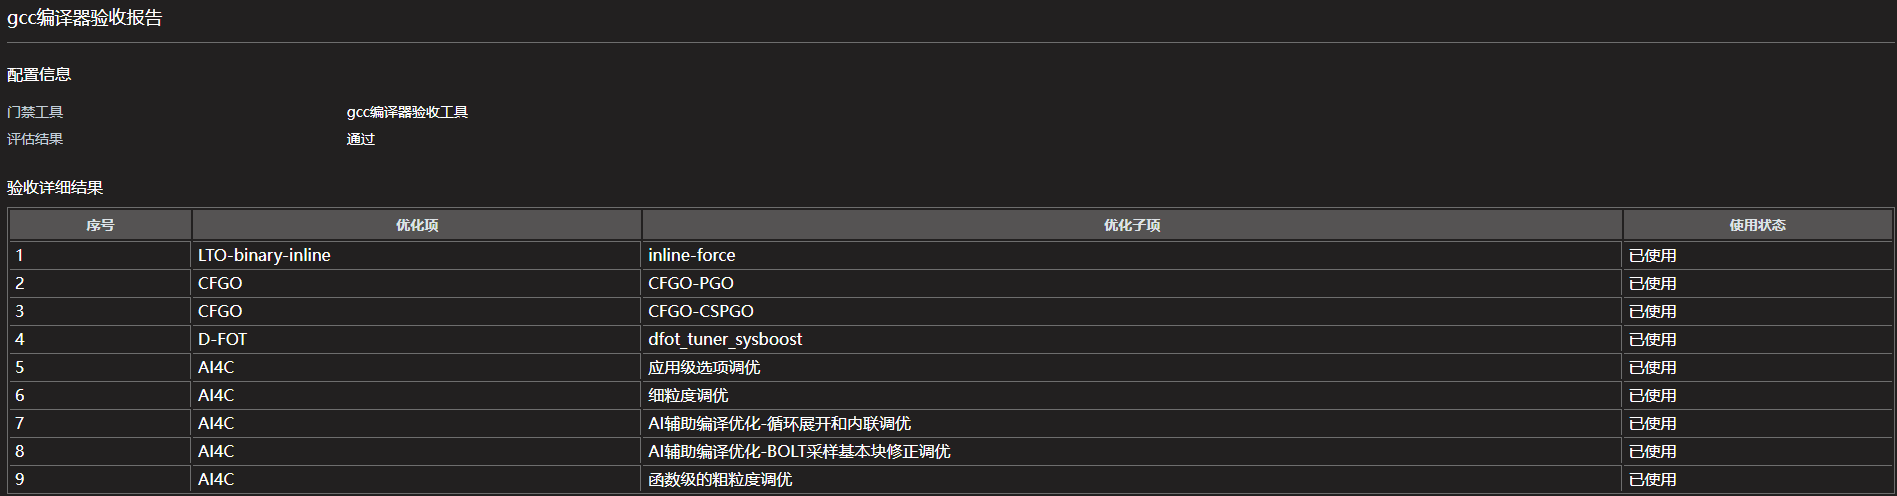 gcc编译器验收报告
配置信息
门禁工具 gcc编译器验收工具
评估结果 通过
验收详细结果
序号 优化项 优化子项 使用状态
1 LTO-binary-inline inline-force 已使用
2 CFGO CFGO-PGO 已使用
3 CFGO CFGO-CSPGO 已使用
4 D-FOT dfot_tuner_sysboost 已使用
5 AI4C 应用级选项调优 已使用
6 AI4C 细粒度调优 已使用
7 AI4C AI辅助编译优化-循环展开和内联调优 已使用
8 AI4C AI辅助编译优化-BOLT采样基本块修正调优 已使用
9 AI4C 函数级的粗粒度调优 已使用